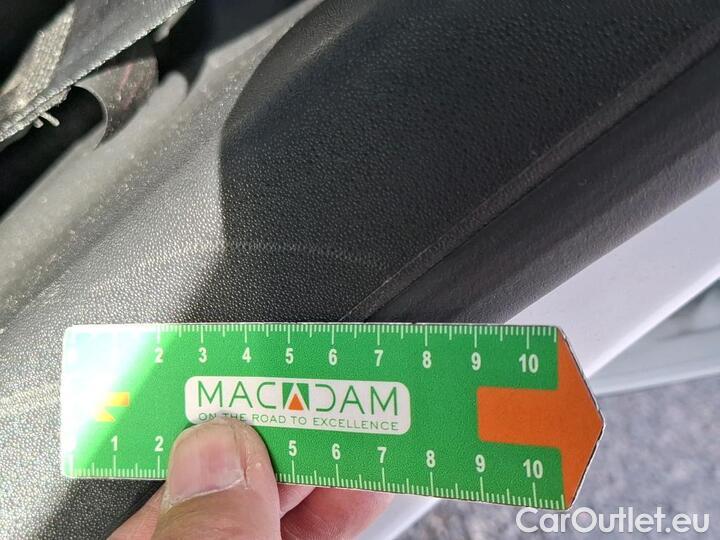 2 3 4 5 6 7 8 9 10
MACADAM
ON THE ROAD TO EXCELLENCE
1 2 5 6 7 8 9 10
CarOutlet.eu